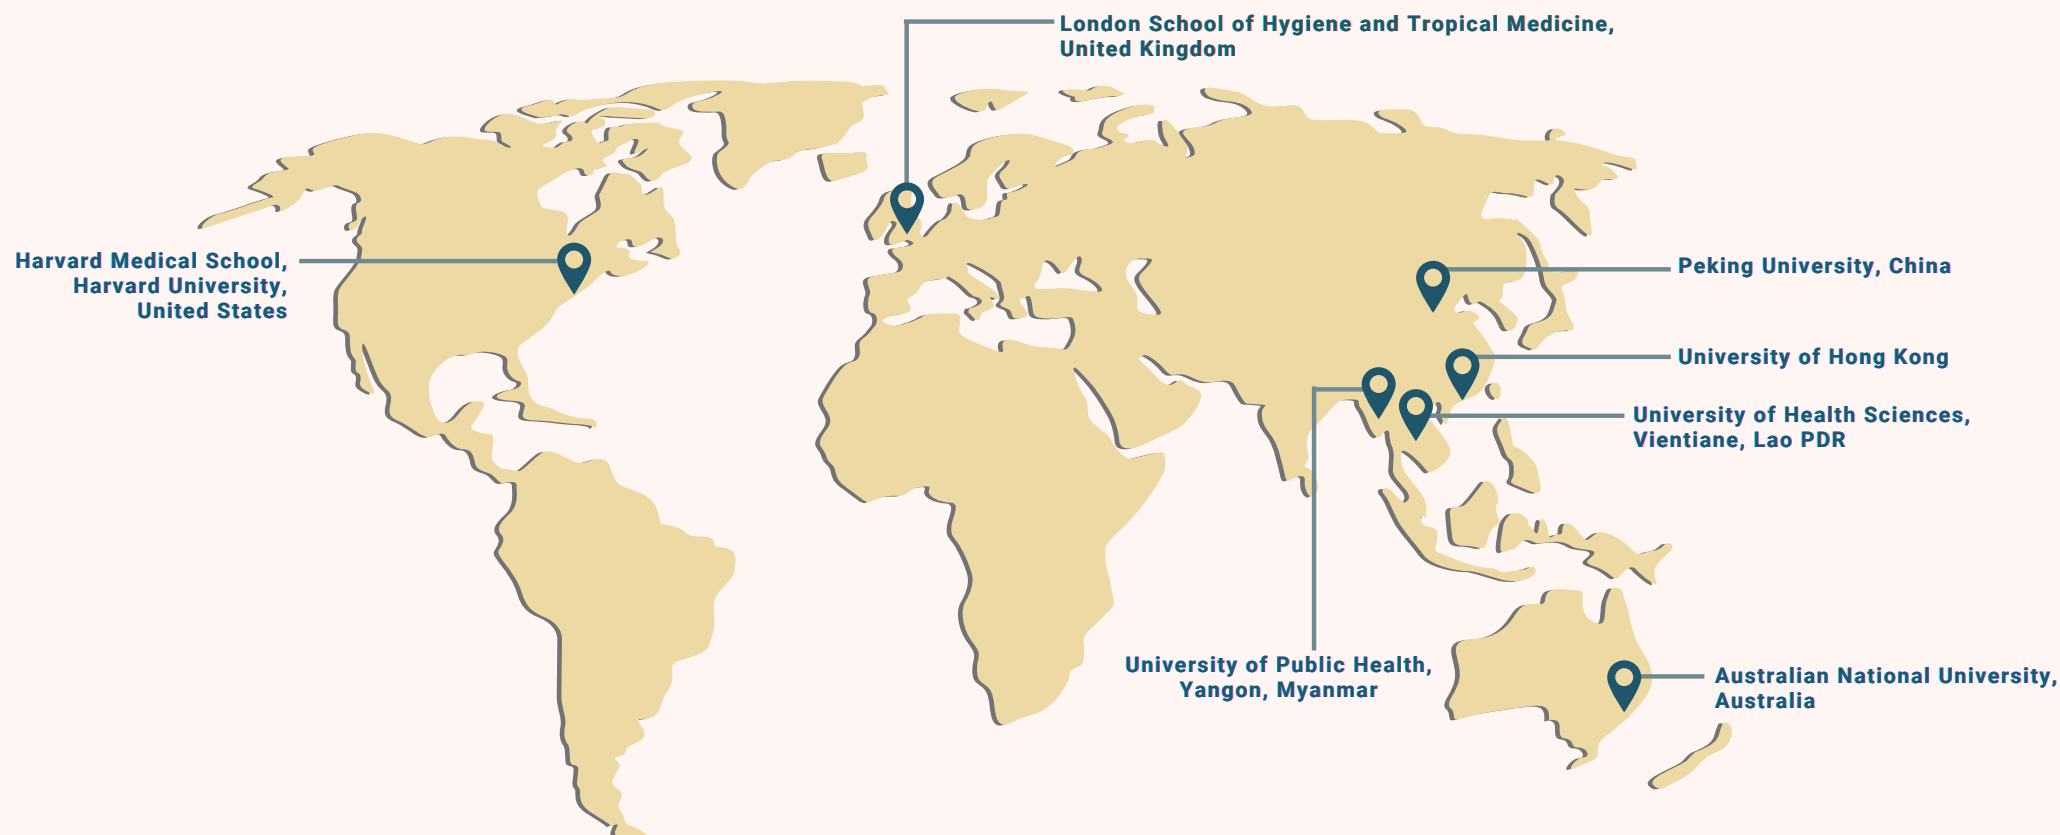 London School of Hygiene and Tropical Medicine,
United Kingdom
Harvard Medical School,
Harvard University,
United States
Peking University, China
University of Hong Kong
University of Health Sciences,
Vientiane, Lao PDR
University of Public Health,
Yangon, Myanmar
Australian National University,
Australia